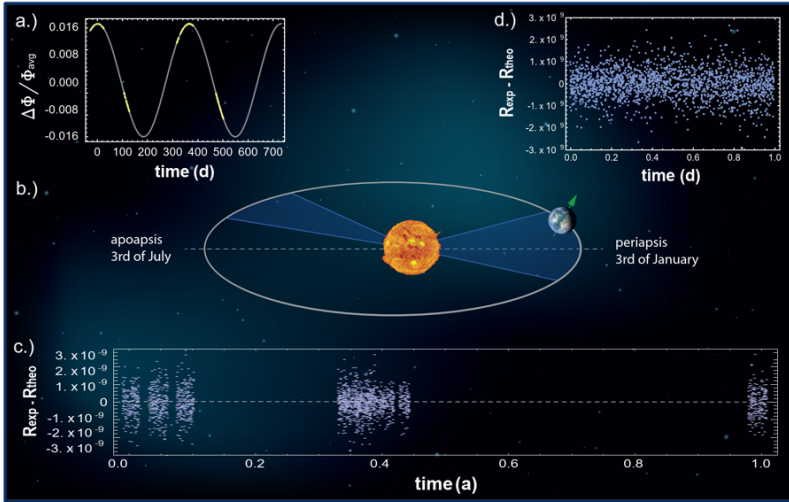 a.)
0.016
0.008
0.000
-0.008
-0.016
ΔΦ / Φavg
0 100 200 300 400 500 600 700
time (d)
d.)
3. x 10⁻⁹
2. x 10⁻⁹
1. x 10⁻⁹
0
-1. x 10⁻⁹
-2. x 10⁻⁹
-3. x 10⁻⁹
Rexp - Rtheo
0.0 0.2 0.4 0.6 0.8 1.0
time (d)
b.)
apoapsis
3rd of July
periapsis
3rd of January
c.)
3. x 10⁻⁹
2. x 10⁻⁹
1. x 10⁻⁹
0
-1. x 10⁻⁹
-2. x 10⁻⁹
-3. x 10⁻⁹
Rexp - Rtheo
0.0 0.2 0.4 0.6 0.8 1.0
time (a)